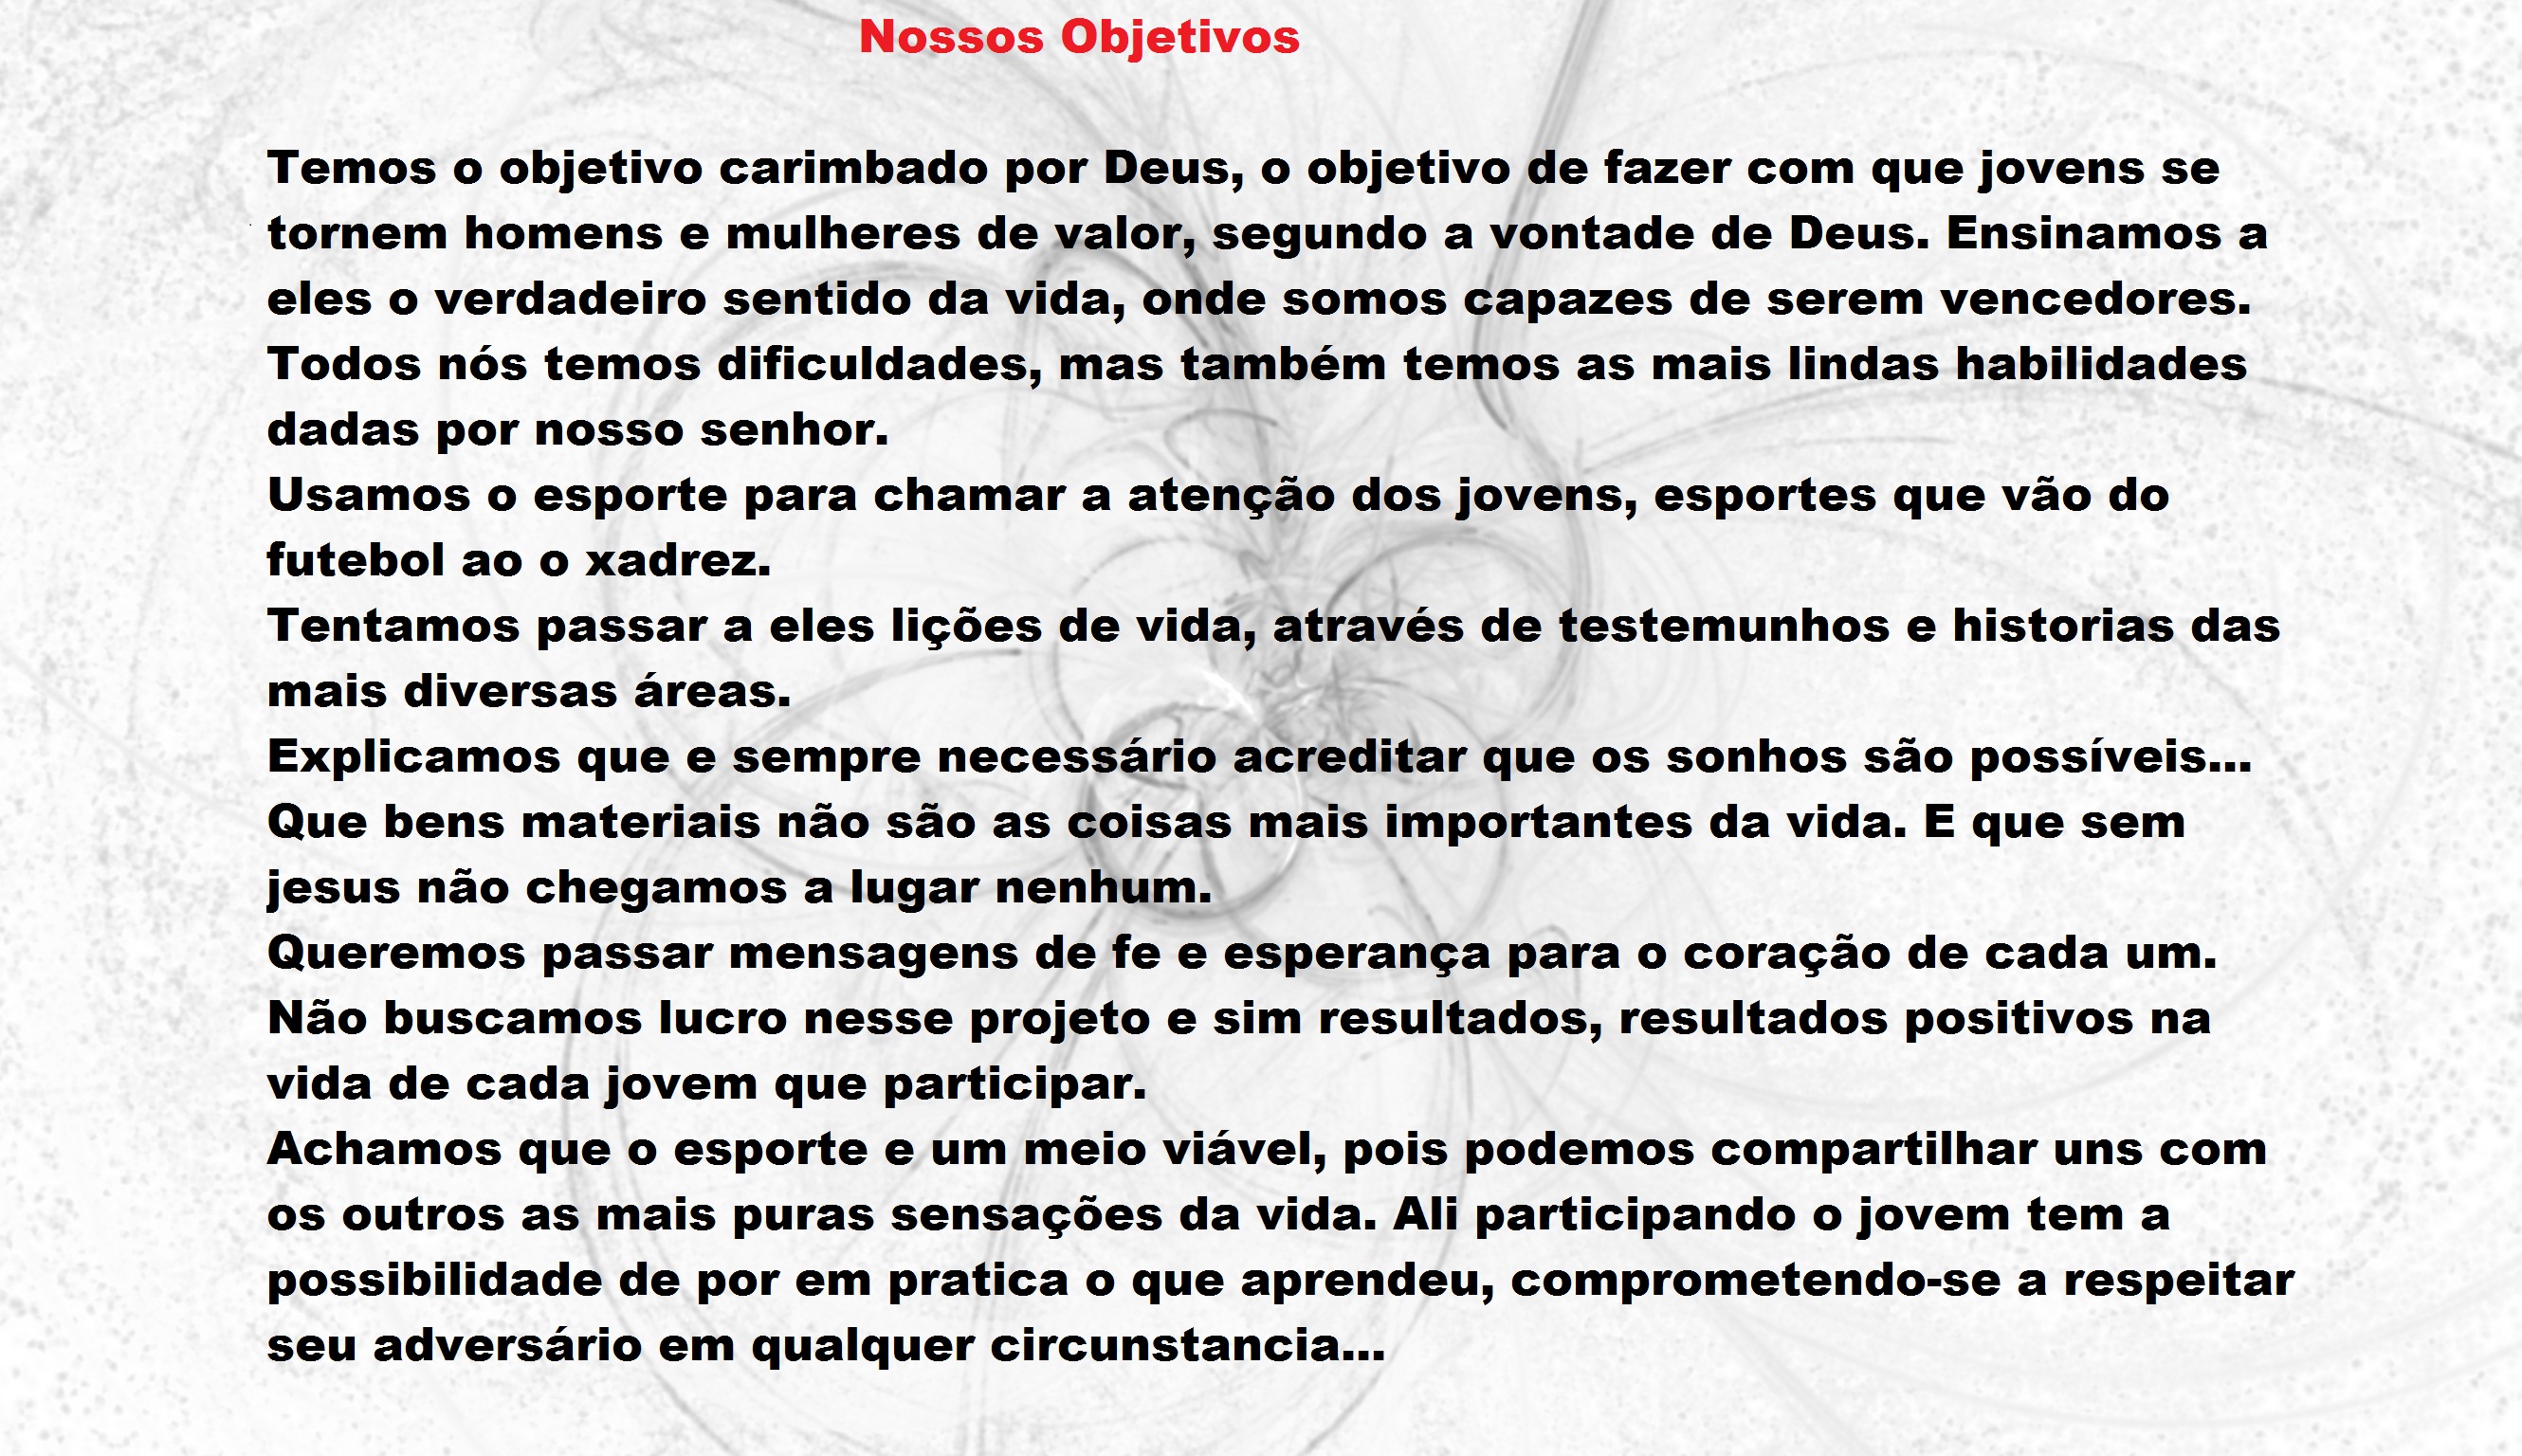 Nossos Objetivos
Temos o objetivo carimbado por Deus, o objetivo de fazer com que jovens se
tornem homens e mulheres de valor, segundo a vontade de Deus. Ensinamos a
eles o verdadeiro sentido da vida, onde somos capazes de serem vencedores.
Todos nós temos dificuldades, mas também temos as mais lindas habilidades
dadas por nosso senhor.
Usamos o esporte para chamar a atenção dos jovens, esportes que vão do
futebol ao o xadrez.
Tentamos passar a eles lições de vida, através de testemunhos e historias das
mais diversas áreas.
Explicamos que e sempre necessário acreditar que os sonhos são possíveis...
Que bens materiais não são as coisas mais importantes da vida. E que sem
jesus não chegamos a lugar nenhum.
Queremos passar mensagens de fe e esperança para o coração de cada um.
Não buscamos lucro nesse projeto e sim resultados, resultados positivos na
vida de cada jovem que participar.
Achamos que o esporte e um meio viável, pois podemos compartilhar uns com
os outros as mais puras sensações da vida. Ali participando o jovem tem a
possibilidade de por em pratica o que aprendeu, comprometendo-se a respeitar
seu adversário em qualquer circunstancia...